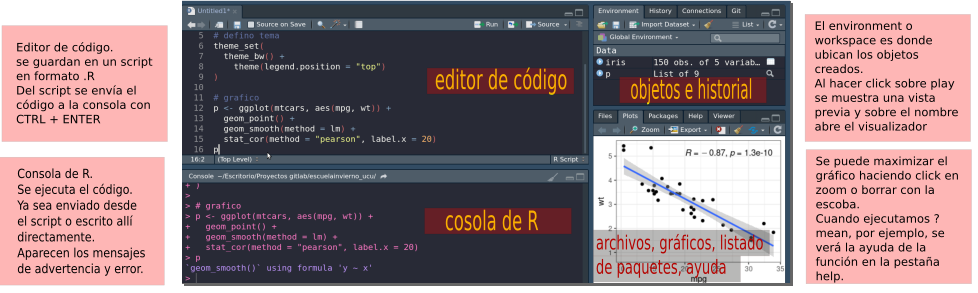 Editor de código.
se guardan en un script
en formato .R
Del script se envía el
código a la consola con
CTRL + ENTER
Consola de R.
Se ejecuta el código.
Ya sea enviado desde
el script o escrito allí
directamente.
Aparecen los mensajes
de advertencia y error.
Untitled1*
Source on Save
Run
Source
5 # defino tema
6 theme_set(
7 theme_bw() +
8 theme(legend.position = "top")
9 )
10
11 # grafico
12 p <- ggplot(mtcars, aes(mpg, wt)) +
13 geom_point() +
14 geom_smooth(method = lm) +
15 stat_cor(method = "pearson", label.x = 20)
16 p
editor de código
16:2 (Top Level) R Script
Console ~/Escritorio/Proyectos gitlab/escuelainvierno_ucu/
+ )
>
> # grafico
> p <- ggplot(mtcars, aes(mpg, wt)) +
+ geom_point() +
+ geom_smooth(method = lm) +
+ stat_cor(method = "pearson", label.x = 20)
> p
`geom_smooth()` using formula 'y ~ x'
>
cosola de R
Environment History Connections Git
Import Dataset List
Global Environment
Data
iris 150 obs. of 5 variab…
p List of 9
objetos e historial
Files Plots Packages Help Viewer
Zoom Export
R = − 0.87, p = 1.3e-10
5
4
3
2
wt
30 35
mpg
archivos, gráficos, listado
de paquetes, ayuda
El environment o
workspace es donde
ubican los objetos
creados.
Al hacer click sobre play
se muestra una vista
previa y sobre el nombre
abre el visualizador
Se puede maximizar el
gráfico haciendo click en
zoom o borrar con la
escoba.
Cuando ejecutamos ?
mean, por ejemplo, se
verá la ayuda de la
función en la pestaña
help.